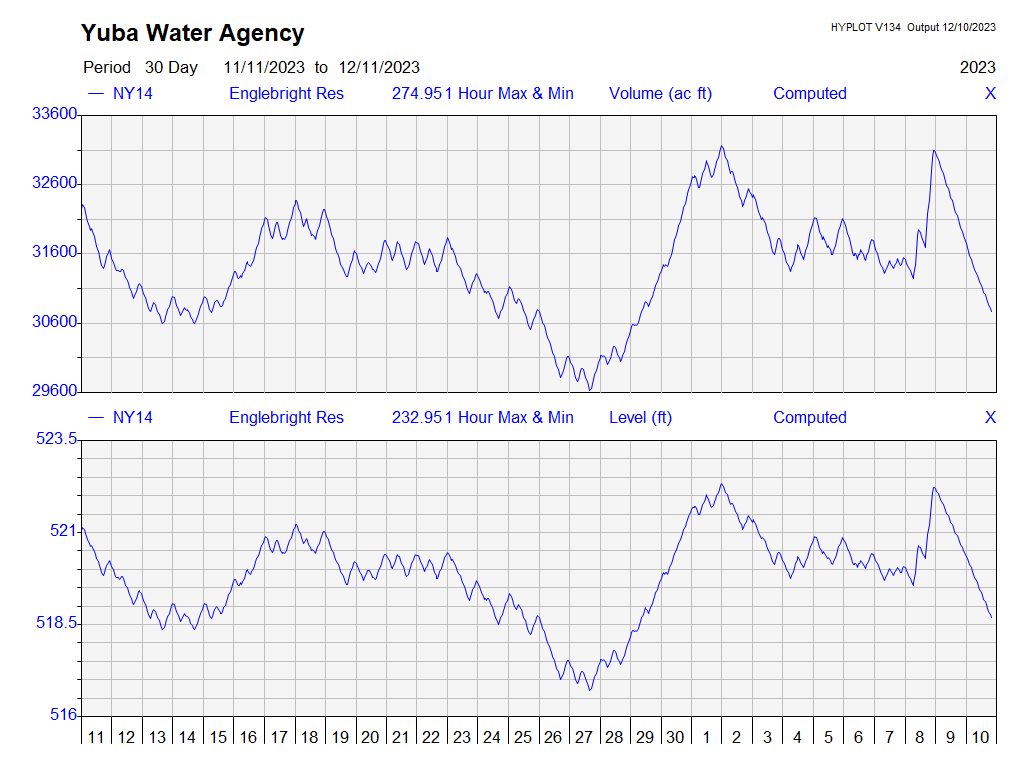 Yuba Water Agency
HYPLOT V134 Output 12/10/2023
Period 30 Day 11/11/2023 to 12/11/2023 2023
NY14 Englebright Res 274.951 Hour Max & Min Volume (ac ft) Computed X
33600
32600
31600
30600
29600
NY14 Englebright Res 232.951 Hour Max & Min Level (ft) Computed X
523.5
521
518.5
516
11 12 13 14 15 16 17 18 19 20 21 22 23 24 25 26 27 28 29 30 1 2 3 4 5 6 7 8 9 10